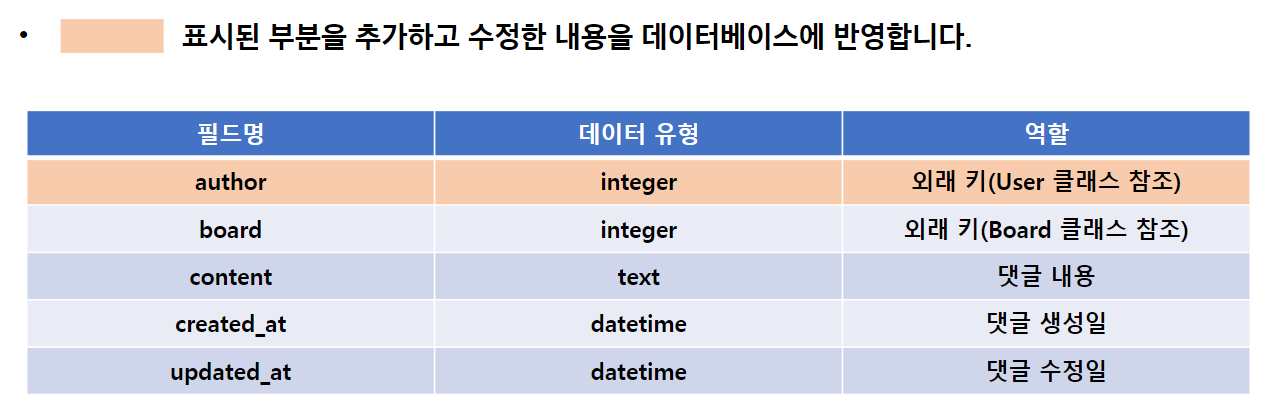 • 표시된 부분을 추가하고 수정한 내용을 데이터베이스에 반영합니다.
필드명 데이터 유형 역할
author integer 외래 키(User 클래스 참조)
board integer 외래 키(Board 클래스 참조)
content text 댓글 내용
created_at datetime 댓글 생성일
updated_at datetime 댓글 수정일